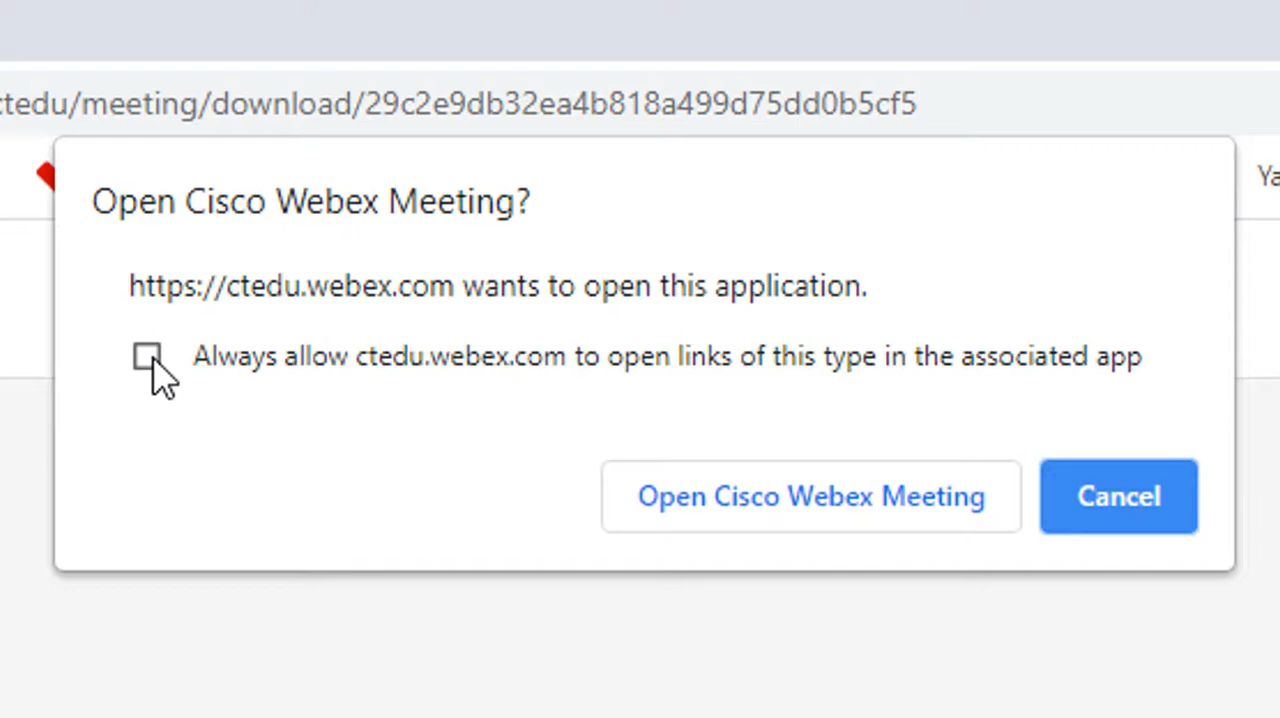 ctedu/meeting/download/29c2e9db32ea4b818a499d75dd0b5cf5
Open Cisco Webex Meeting?
Ya
https://ctedu.webex.com wants to open this application.
Always allow ctedu.webex.com to open links of this type in the associated app
Open Cisco Webex Meeting
Cancel